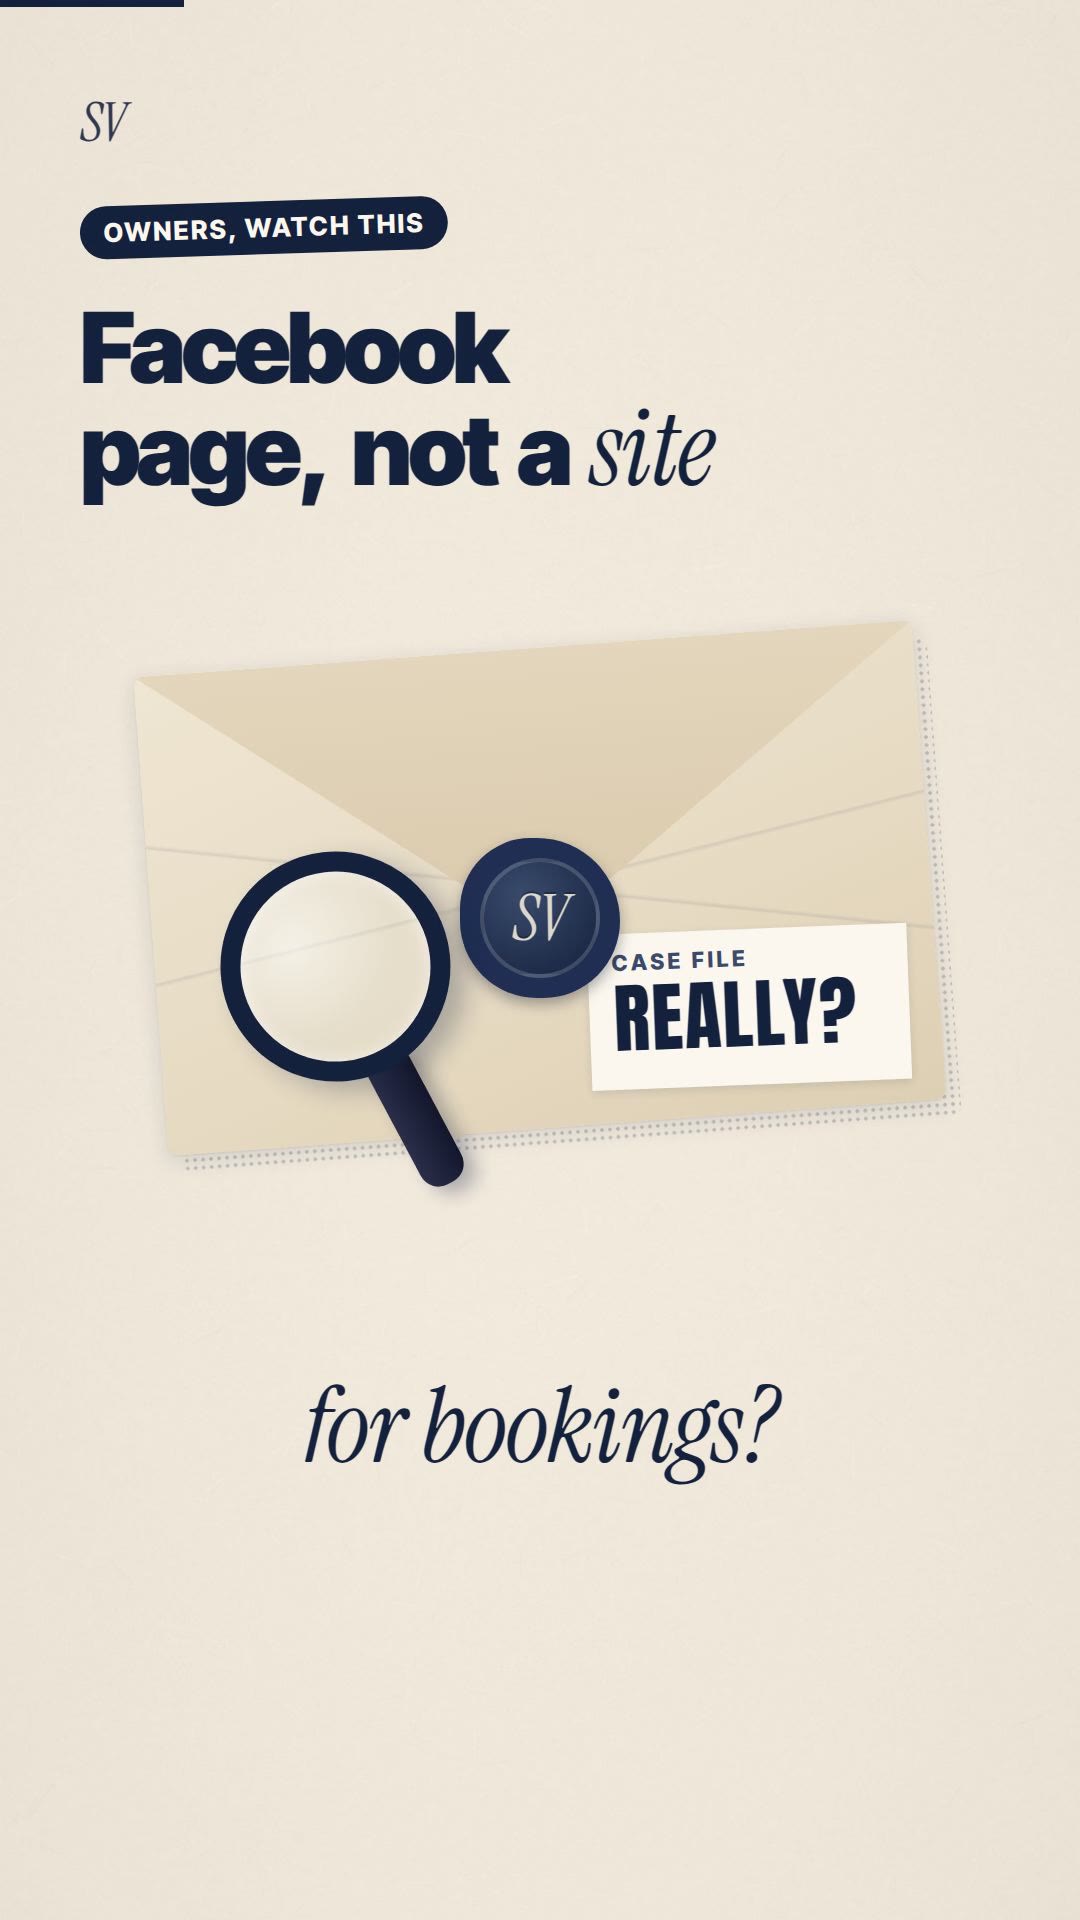 SV
OWNERS, WATCH THIS
Facebook
page, not a site
SV
CASE FILE
REALLY?
for bookings?